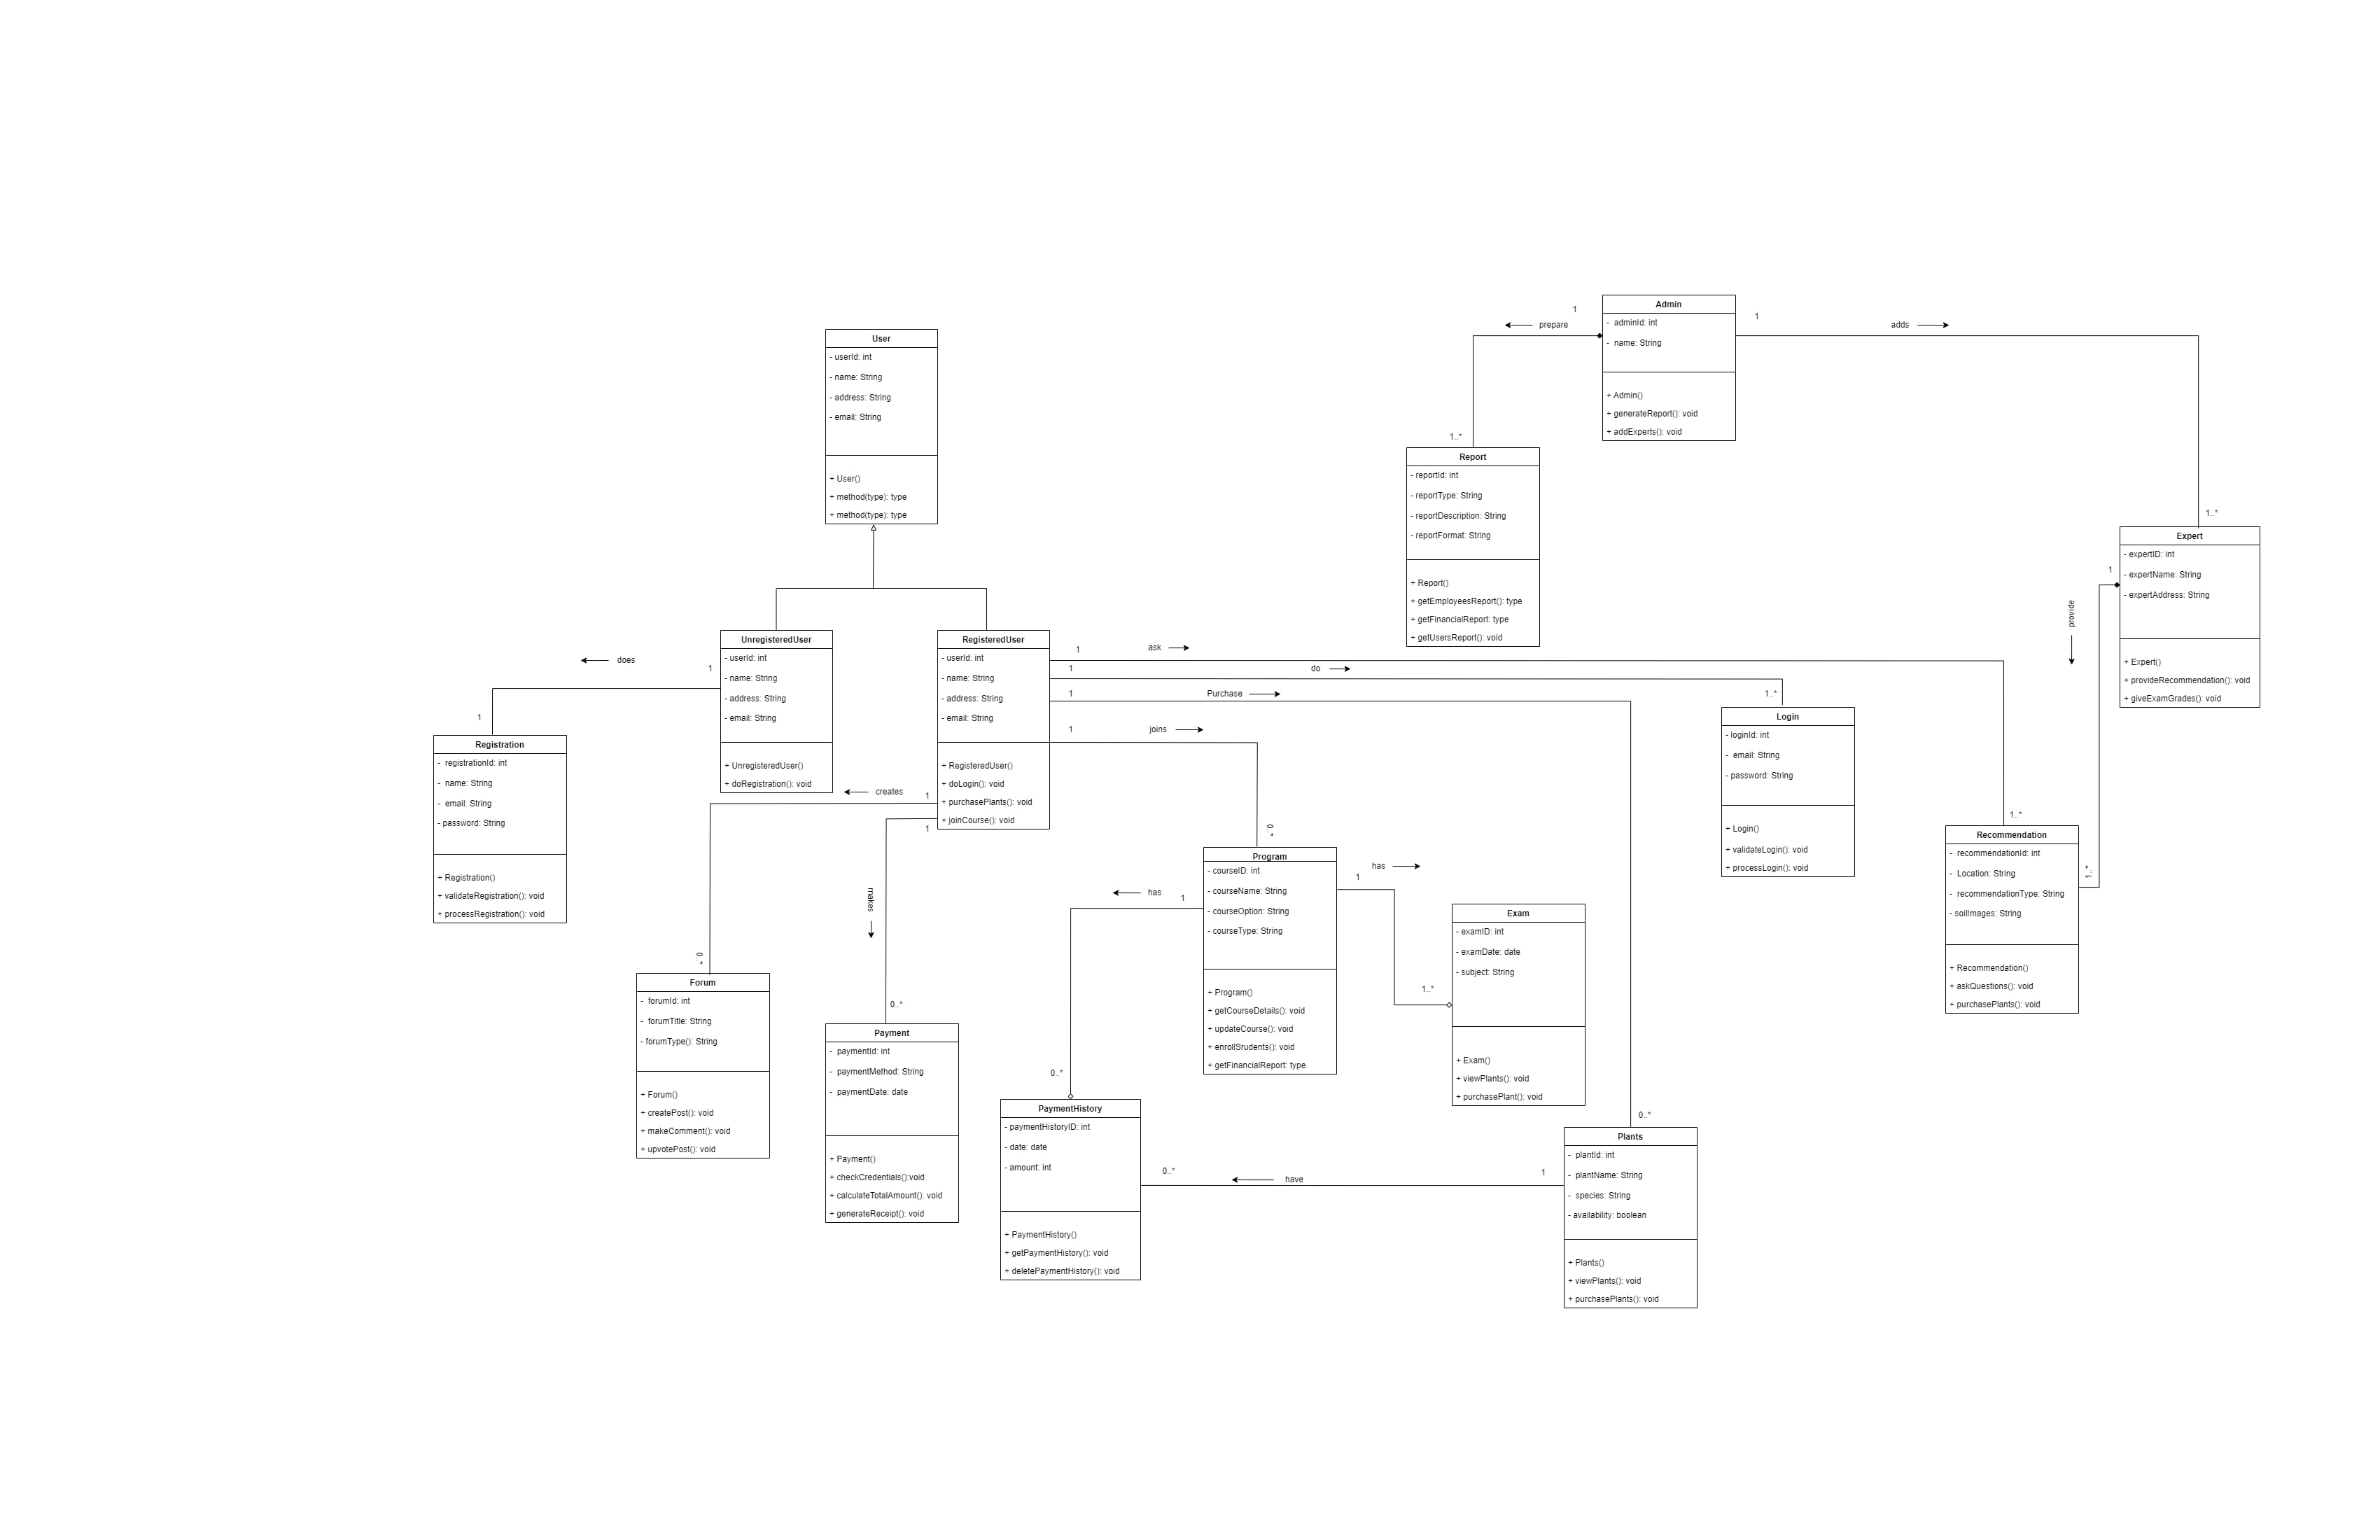 Admin
- adminId: int
- name: String
+ Admin()
+ generateReport(): void
+ addExperts(): void
1
prepare
1
adds
User
- userId: int
- name: String
- address: String
- email: String
+ User()
+ method(type): type
+ method(type): type
1..*
Report
- reportId: int
- reportType: String
- reportDescription: String
- reportFormat: String
+ Report()
+ getEmployeesReport(): type
+ getFinancialReport: type
+ getUsersReport(): void
1..*
Expert
- expertID: int
- expertName: String
- expertAddress: String
+ Expert()
+ provideRecommendation(): void
+ giveExamGrades(): void
1
provide
UnregisteredUser
- userId: int
- name: String
- address: String
- email: String
+ UnregisteredUser()
+ doRegistration(): void
RegisteredUser
- userId: int
- name: String
- address: String
- email: String
+ RegisteredUser()
+ doLogin(): void
+ purchasePlants(): void
+ joinCourse(): void
does
1
1
1
ask
1
do
1
Purchase
1..*
1
joins
Registration
- registrationId: int
- name: String
- email: String
- password: String
+ Registration()
+ validateRegistration(): void
+ processRegistration(): void
Login
- loginId: int
- email: String
- password: String
+ Login()
+ validateLogin(): void
+ processLogin(): void
creates
1
1
makes
0..*
1..*
Recommendation
- recommendationId: int
- Location: String
- recommendationType: String
- soilImages: String
+ Recommendation()
+ askQuestions(): void
+ purchasePlants(): void
1..*
Program
- courseID: int
- courseName: String
- courseOption: String
- courseType: String
+ Program()
+ getCourseDetails(): void
+ updateCourse(): void
+ enrollSrudents(): void
+ getFinancialReport: type
has
1
has
1
Exam
- examID: int
- examDate: date
- subject: String
+ Exam()
+ viewPlants(): void
+ purchasePlant(): void
1..*
0..*
Forum
- forumId: int
- forumTitle: String
- forumType(): String
+ Forum()
+ createPost(): void
+ makeComment(): void
+ upvotePost(): void
0..*
Payment
- paymentId: int
- paymentMethod: String
- paymentDate: date
+ Payment()
+ checkCredentials():void
+ calculateTotalAmount(): void
+ generateReceipt(): void
0..*
PaymentHistory
- paymentHistoryID: int
- date: date
- amount: int
+ PaymentHistory()
+ getPaymentHistory(): void
+ deletePaymentHistory(): void
0..*
have
1
0..*
Plants
- plantId: int
- plantName: String
- species: String
- availability: boolean
+ Plants()
+ viewPlants(): void
+ purchasePlants(): void